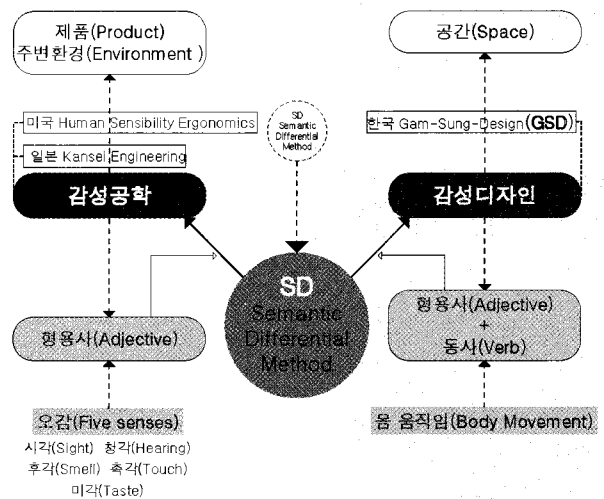 제품(Product)
주변환경(Environment )
공간(Space)
미국 Human Sensibility Ergonomics
일본 Kansei Engineering
SD
Semantic
Differential
Method
한국 Gam-Sung-Design(GSD)
감성공학
감성디자인
SD
Semantic
Differential
Method
형용사(Adjective)
형용사(Adjective)
+
동사(Verb)
오감(Five senses)
시각(Sight) 청각(Hearing)
후각(Smell) 촉각(Touch)
미각(Taste)
몸 움직임(Body Movement)